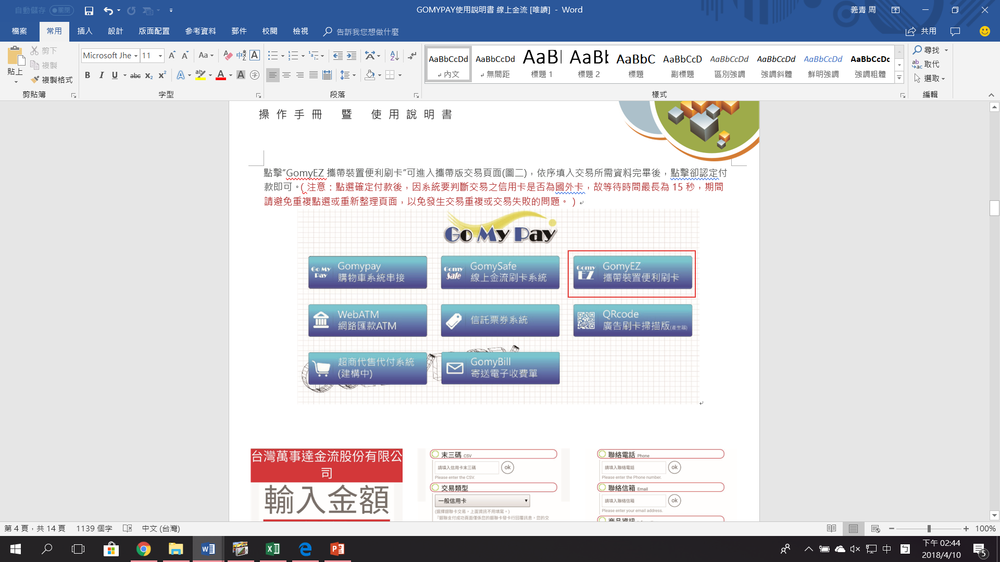 自動儲存 關閉
GOMYPAY使用說明書 線上金流 [唯讀] - Word
義青 周
檔案 常用 插入 設計 版面配置 參考資料 郵件 校閱 檢視 告訴我您想做什麼 共用
貼上 剪下
複製
複製格式
剪貼簿
Microsoft Jhe 11
字型
段落
AaBbCcDd AaBbCcDd AaBl AaBl AaBbC AaBbCcD AaBbCcDd AaBbCcDd AaBbCcDd AaBbCcDc
內文 無間距 標題 1 標題 2 標題 副標題 區別強調 強調斜體 鮮明強調 強調粗體
樣式
尋找
取代
選取
編輯
操作手冊 暨 使用說明書
點擊“GomyEZ 攜帶裝置便利刷卡”可進入攜帶版交易頁面(圖二)，依序填入交易所需資料完畢後，點擊卻認定付
款即可。( 注意：點選確定付款後，因系統要判斷交易之信用卡是否為國外卡，故等待時間最長為 15 秒，期間
請避免重複點選或重新整理頁面，以免發生交易重複或交易失敗的問題。 )
Go My Pay
Go My Pay Gomypay
購物車系統串接
Gomy Safe GomySafe
線上金流刷卡系統
Gomy EZ GomyEZ
攜帶裝置便利刷卡
WebATM
網路匯款ATM
信託票券系統
QRcode
廣告刷卡掃描版(產生器)
超商代售代付系統
(建構中)
GomyBill
寄送電子收費單
台灣萬事達金流股份有限公
司
輸入金額
末三碼 CSV
請填入信用卡末三碼 ok
Please enter the CSV.
交易類型
一般信用卡
(選擇銀聯卡交易，上面資訊不用填寫。)
『銀聯支付成功頁面僅係您的銀聯卡發卡行回覆訊息，您的交
聯絡電話 Phone
請填入聯絡電話 ok
Please enter the Phone number.
聯絡信箱 Email
請填入聯絡信箱 ok
Please enter your email address.
商品資訊
第 4 頁，共 14 頁 1139 個字 中文 (台灣) 100%
中
下午 02:44
2018/4/10
5